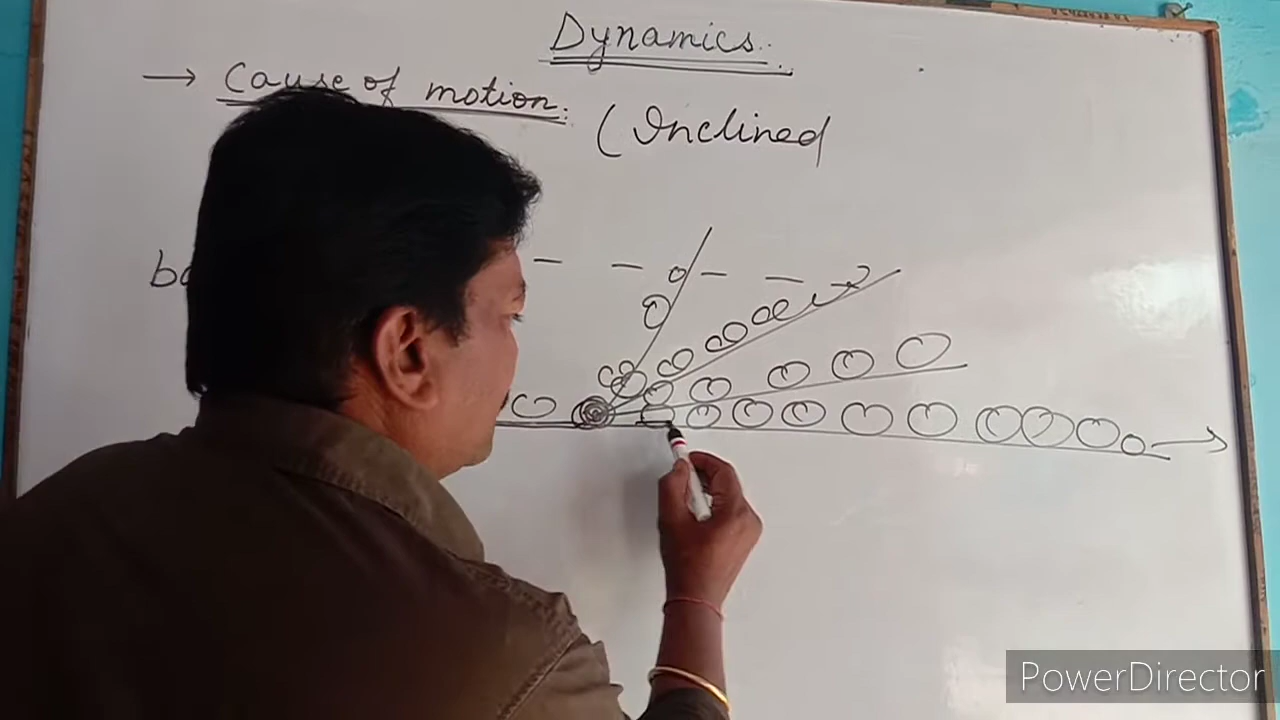 Dynamics.
→ Cause of motion.
(Inclined
PowerDirector